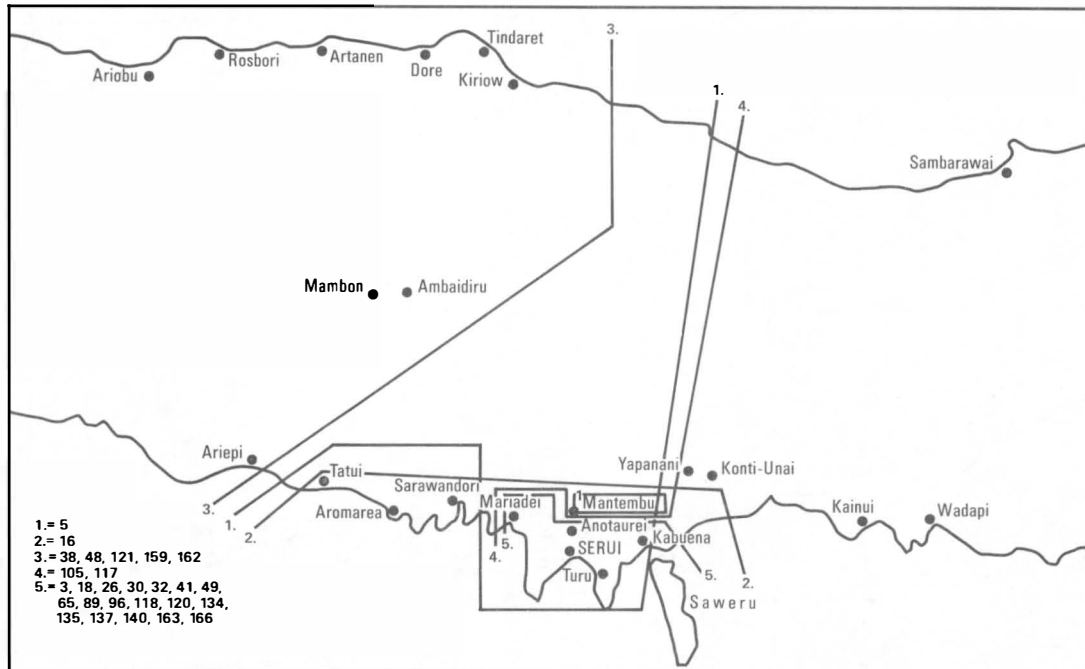 3.
Tindaret
Rosbori
Artanen
Dore
Ariobu
Kiriow
1.
4.
Sambarawai
Mambon
Ambaidiru
Ariepi
Tatui
Yapanani
Konti-Unai
Sarawandori
Mariadei
1
Mantembu
3.
1.
2.
Aromarea
Anotaurei
Kainui
Wadapi
4.
5.
SERUI
Kabuena
Turu
5.
2.
Saweru
1.= 5
2.= 16
3.= 38, 48, 121, 159, 162
4.= 105, 117
5.= 3, 18, 26, 30, 32, 41, 49,
65, 89, 96, 118, 120, 134,
135, 137, 140, 163, 166